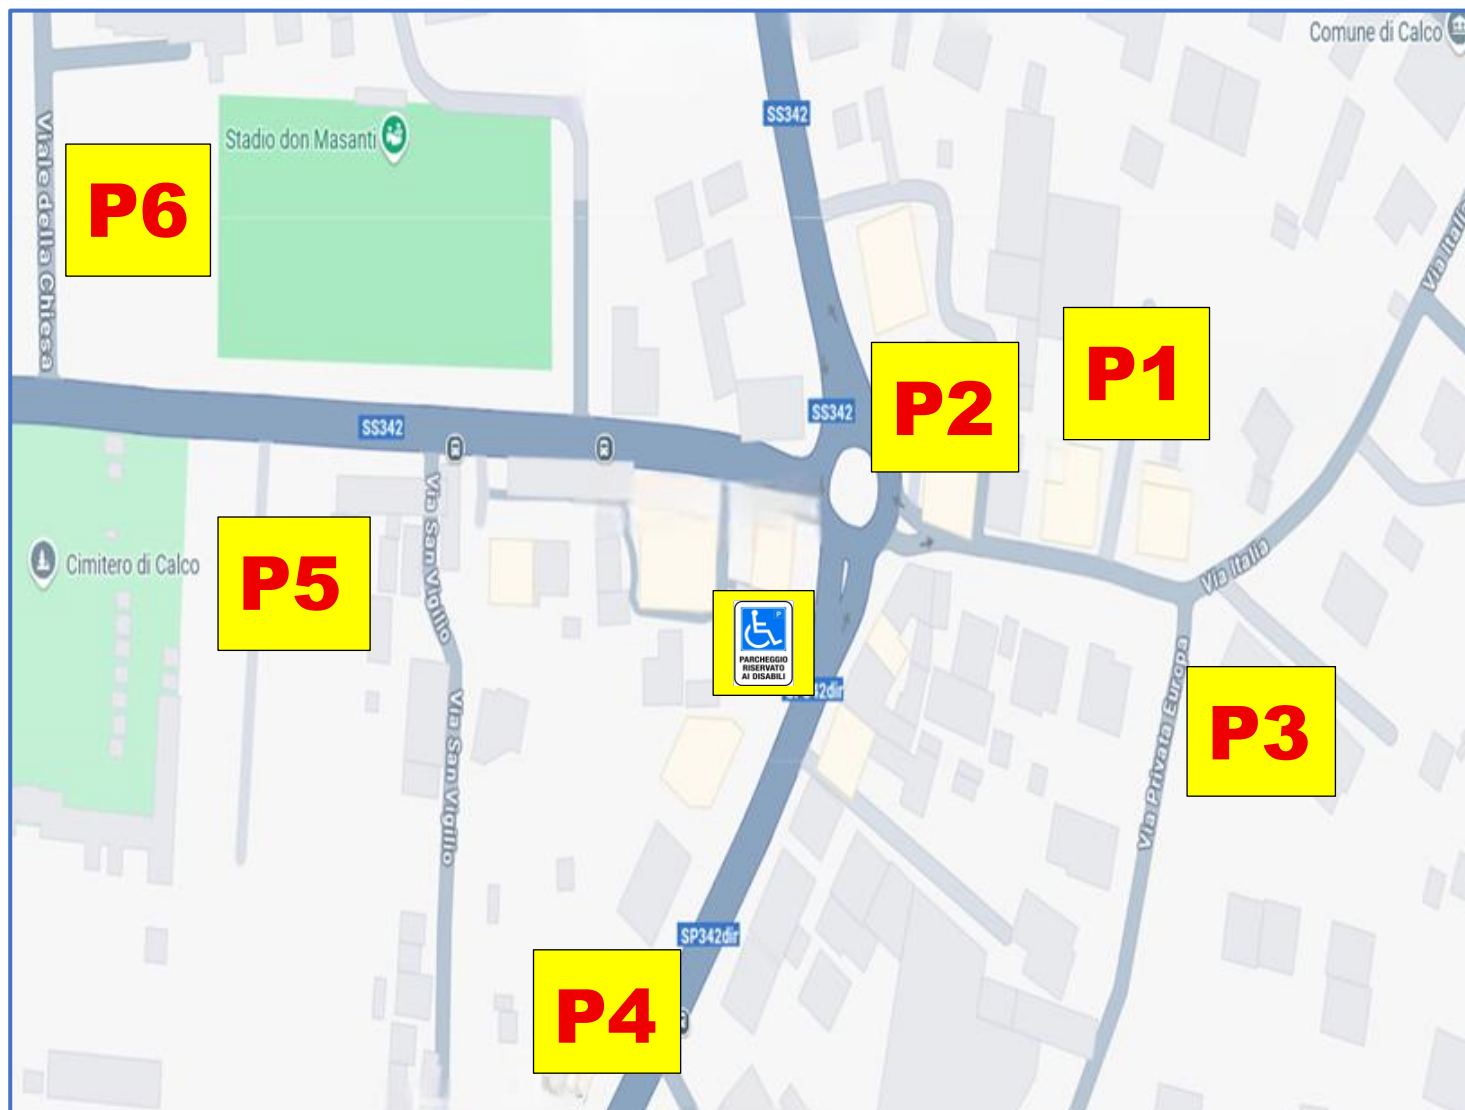 Comune di Calco
SS342
Viale della Chiesa
Stadio don Masanti
P6
Via Italia
P1
P2
SS342
SS342
Via San Vigilio
Via Italia
Cimitero di Calco
P5
P
PARCHEGGIO
RISERVATO
AI DISABILI
Via Privata Europa
P3
Via San Vigilio
SP342dir
P4